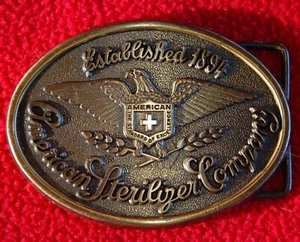 Established 1894
AMERICAN
American Sterilizer Company